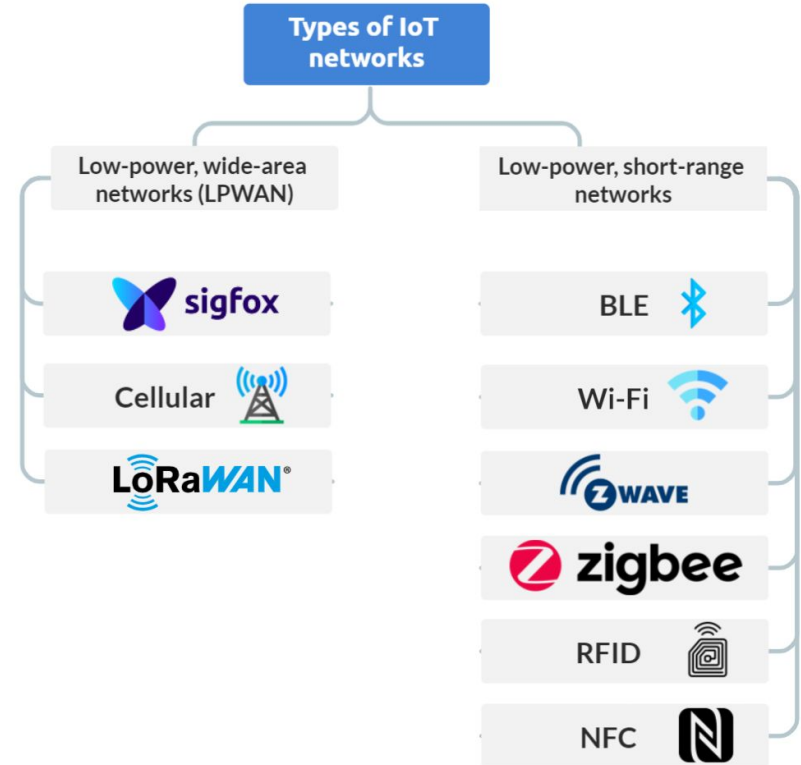 Types of IoT
networks
Low-power, wide-area
networks (LPWAN)
sigfox
Cellular
LoRaWAN®
Low-power, short-range
networks
BLE
Wi-Fi
Z WAVE
zigbee
RFID
NFC